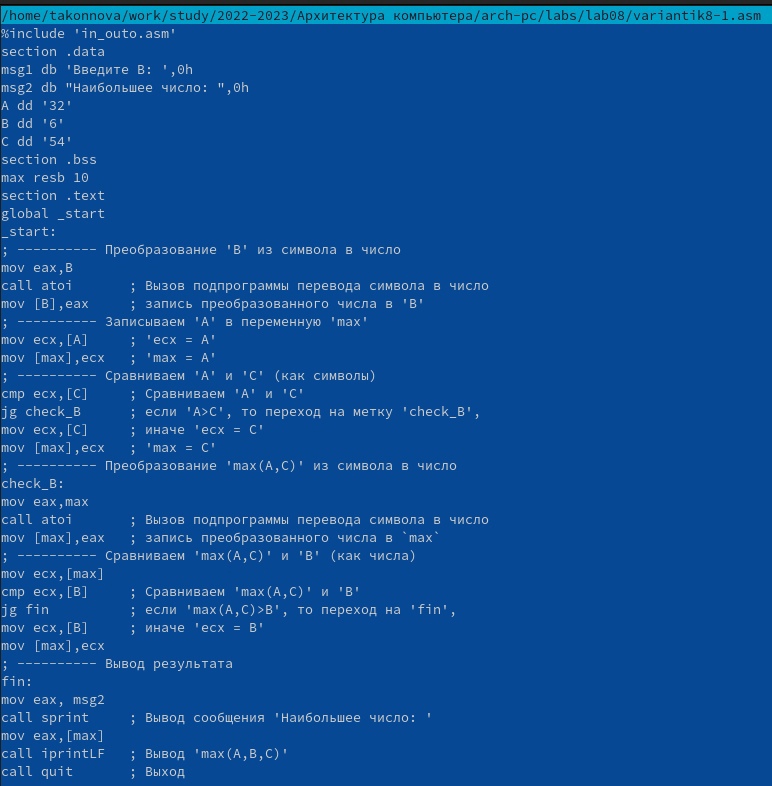 /home/takonnova/work/study/2022-2023/Архитектура компьютера/arch-pc/labs/lab08/variantik8-1.asm
%include 'in_outo.asm'
section .data
msg1 db 'Введите B: ',0h
msg2 db "Наибольшее число: ",0h
A dd '32'
B dd '6'
C dd '54'
section .bss
max resb 10
section .text
global _start
_start:
; ---------- Преобразование 'B' из символа в число
mov eax,B
call atoi       ; Вызов подпрограммы перевода символа в число
mov [B],eax     ; запись преобразованного числа в 'B'
; ---------- Записываем 'A' в переменную 'max'
mov ecx,[A]     ; 'ecx = A'
mov [max],ecx   ; 'max = A'
; ---------- Сравниваем 'A' и 'С' (как символы)
cmp ecx,[C]     ; Сравниваем 'A' и 'С'
jg check_B      ; если 'A>C', то переход на метку 'check_B',
mov ecx,[C]     ; иначе 'ecx = C'
mov [max],ecx   ; 'max = C'
; ---------- Преобразование 'max(A,C)' из символа в число
check_B:
mov eax,max
call atoi       ; Вызов подпрограммы перевода символа в число
mov [max],eax   ; запись преобразованного числа в `max`
; ---------- Сравниваем 'max(A,C)' и 'B' (как числа)
mov ecx,[max]
cmp ecx,[B]     ; Сравниваем 'max(A,C)' и 'B'
jg fin          ; если 'max(A,C)>B', то переход на 'fin',
mov ecx,[B]     ; иначе 'ecx = B'
mov [max],ecx
; ---------- Вывод результата
fin:
mov eax, msg2
call sprint     ; Вывод сообщения 'Наибольшее число: '
mov eax,[max]
call iprintLF   ; Вывод 'max(A,B,C)'
call quit       ; Выход